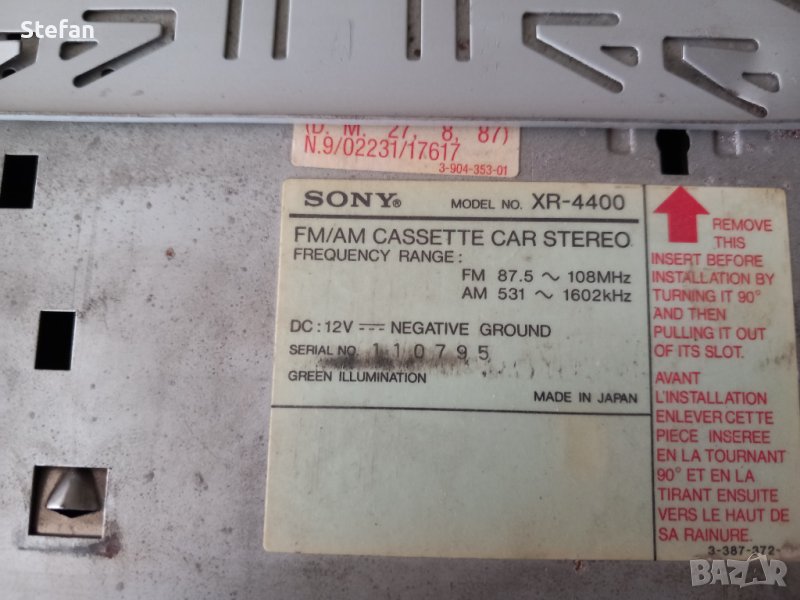 Stefan
(D. M. 27, 8, 87)
N.9/02231/17617
3-904-353-01
SONY® MODEL NO. XR-4400
FM/AM CASSETTE CAR STEREO
FREQUENCY RANGE:
FM 87.5 ~ 108MHz
AM 531 ~ 1602kHz
DC:12V ⎓ NEGATIVE GROUND
SERIAL NO. 110795
GREEN ILLUMINATION
MADE IN JAPAN
REMOVE
THIS
INSERT BEFORE
INSTALLATION BY
TURNING IT 90°
AND THEN
PULLING IT OUT
OF ITS SLOT.
AVANT
L'INSTALLATION
ENLEVER CETTE
PIECE INSEREE
EN LA TOURNANT
90° ET EN LA
TIRANT ENSUITE
VERS LE HAUT DE
SA RAINURE.
3-387-372-
BAZAR